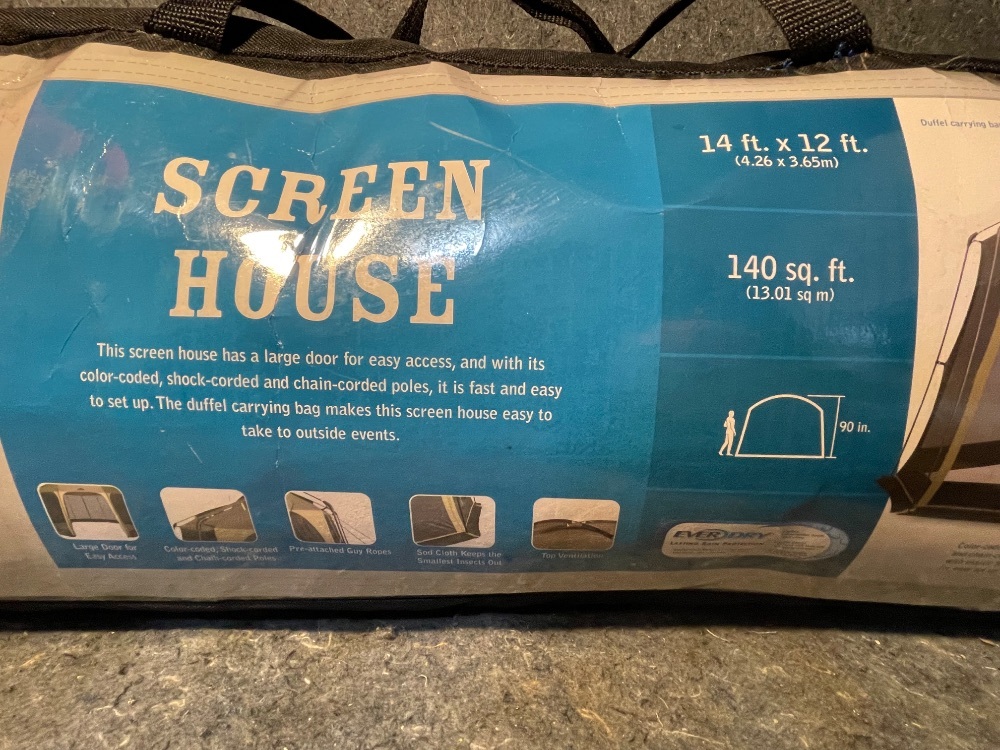 SCREEN
HOUSE
This screen house has a large door for easy access, and with its
color-coded, shock-corded and chain-corded poles, it is fast and easy
to set up. The duffel carrying bag makes this screen house easy to
take to outside events.
Large Door for
Easy Access
Color-coded, Shock-corded
and Chain-corded Poles
Pre-attached Guy Ropes
Sod Cloth Keeps the
Smallest Insects Out
Top Ventilation
14 ft. x 12 ft.
(4.26 x 3.65m)
140 sq. ft.
(13.01 sq m)
90 in.
EVERDRY
Duffel carrying